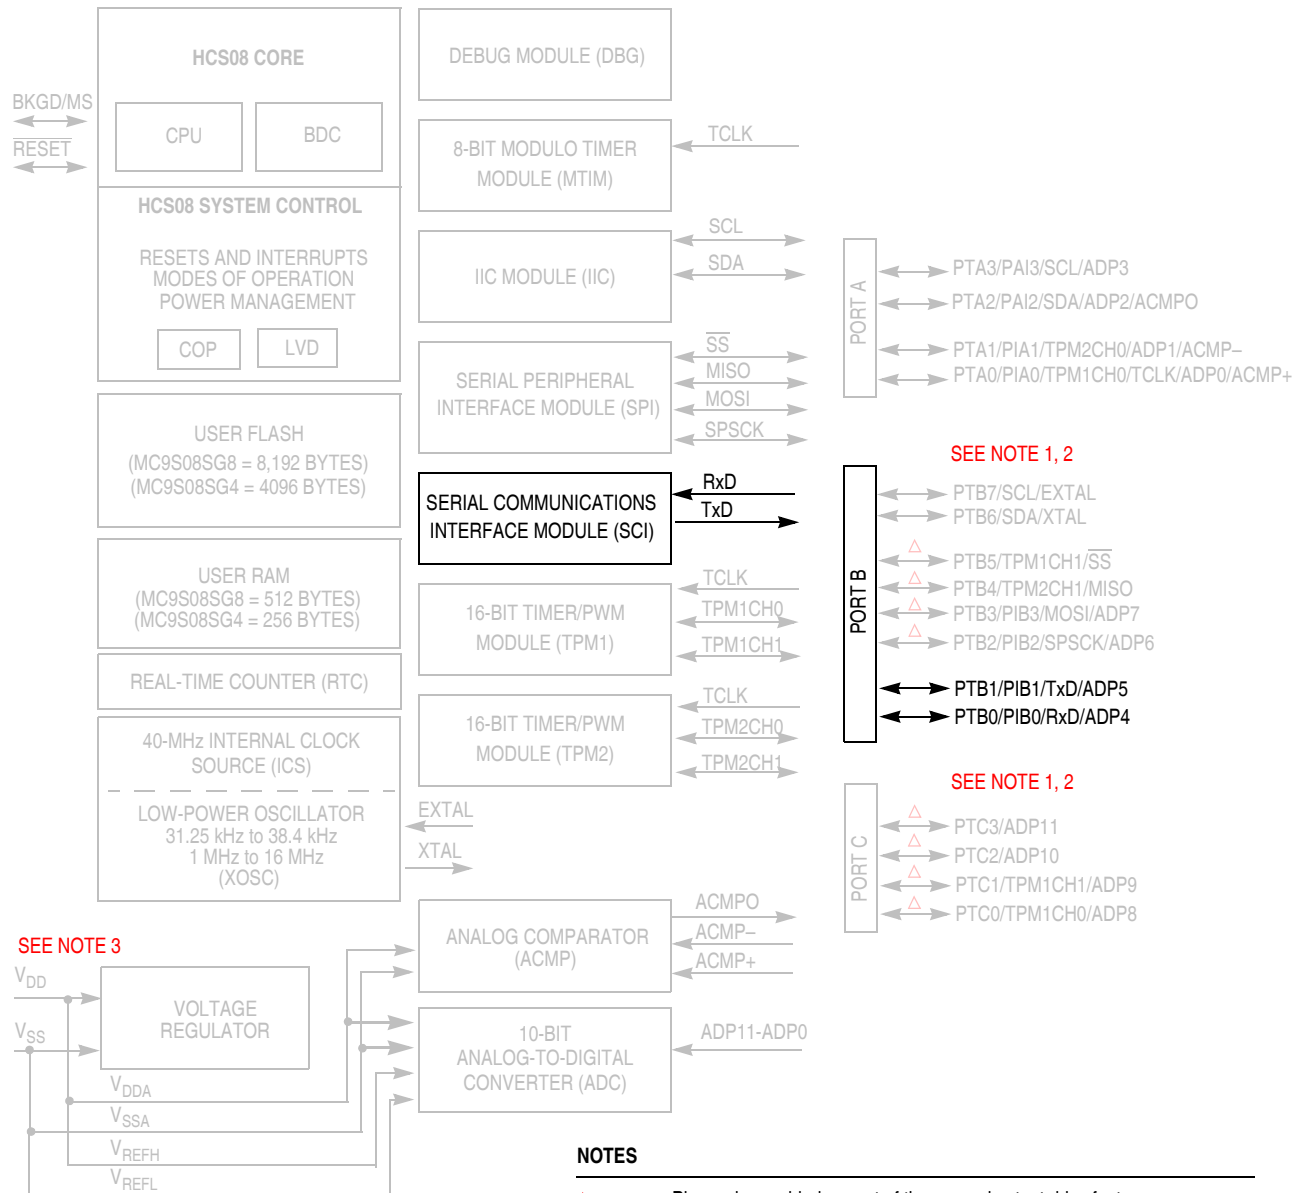 HCS08 CORE
BKGD/MS
RESET
CPU
BDC
HCS08 SYSTEM CONTROL
RESETS AND INTERRUPTS
MODES OF OPERATION
POWER MANAGEMENT
COP
LVD
USER FLASH
(MC9S08SG8 = 8,192 BYTES)
(MC9S08SG4 = 4096 BYTES)
USER RAM
(MC9S08SG8 = 512 BYTES)
(MC9S08SG4 = 256 BYTES)
REAL-TIME COUNTER (RTC)
40-MHz INTERNAL CLOCK
SOURCE (ICS)
LOW-POWER OSCILLATOR
31.25 kHz to 38.4 kHz
1 MHz to 16 MHz
(XOSC)
EXTAL
XTAL
SEE NOTE 3
VDD
VSS
VOLTAGE
REGULATOR
VDDA
VSSA
VREFH
VREFL
DEBUG MODULE (DBG)
8-BIT MODULO TIMER
MODULE (MTIM)
TCLK
IIC MODULE (IIC)
SCL
SDA
SERIAL PERIPHERAL
INTERFACE MODULE (SPI)
SS
MISO
MOSI
SPSCK
SERIAL COMMUNICATIONS
INTERFACE MODULE (SCI)
RxD
TxD
16-BIT TIMER/PWM
MODULE (TPM1)
TCLK
TPM1CH0
TPM1CH1
16-BIT TIMER/PWM
MODULE (TPM2)
TCLK
TPM2CH0
TPM2CH1
ANALOG COMPARATOR
(ACMP)
ACMPO
ACMP–
ACMP+
10-BIT
ANALOG-TO-DIGITAL
CONVERTER (ADC)
ADP11-ADP0
PORT A
PTA3/PAI3/SCL/ADP3
PTA2/PAI2/SDA/ADP2/ACMPO
PTA1/PIA1/TPM2CH0/ADP1/ACMP–
PTA0/PIA0/TPM1CH0/TCLK/ADP0/ACMP+
SEE NOTE 1, 2
PORT B
PTB7/SCL/EXTAL
PTB6/SDA/XTAL
PTB5/TPM1CH1/SS
PTB4/TPM2CH1/MISO
PTB3/PIB3/MOSI/ADP7
PTB2/PIB2/SPSCK/ADP6
PTB1/PIB1/TxD/ADP5
PTB0/PIB0/RxD/ADP4
SEE NOTE 1, 2
PORT C
PTC3/ADP11
PTC2/ADP10
PTC1/TPM1CH1/ADP9
PTC0/TPM1CH0/ADP8
NOTES